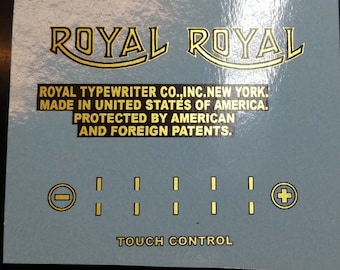 ROYAL ROYAL
ROYAL TYPEWRITER CO.,INC.NEW YORK.
MADE IN UNITED STATES OF AMERICA.
PROTECTED BY AMERICAN
AND FOREIGN PATENTS.
- +
TOUCH CONTROL